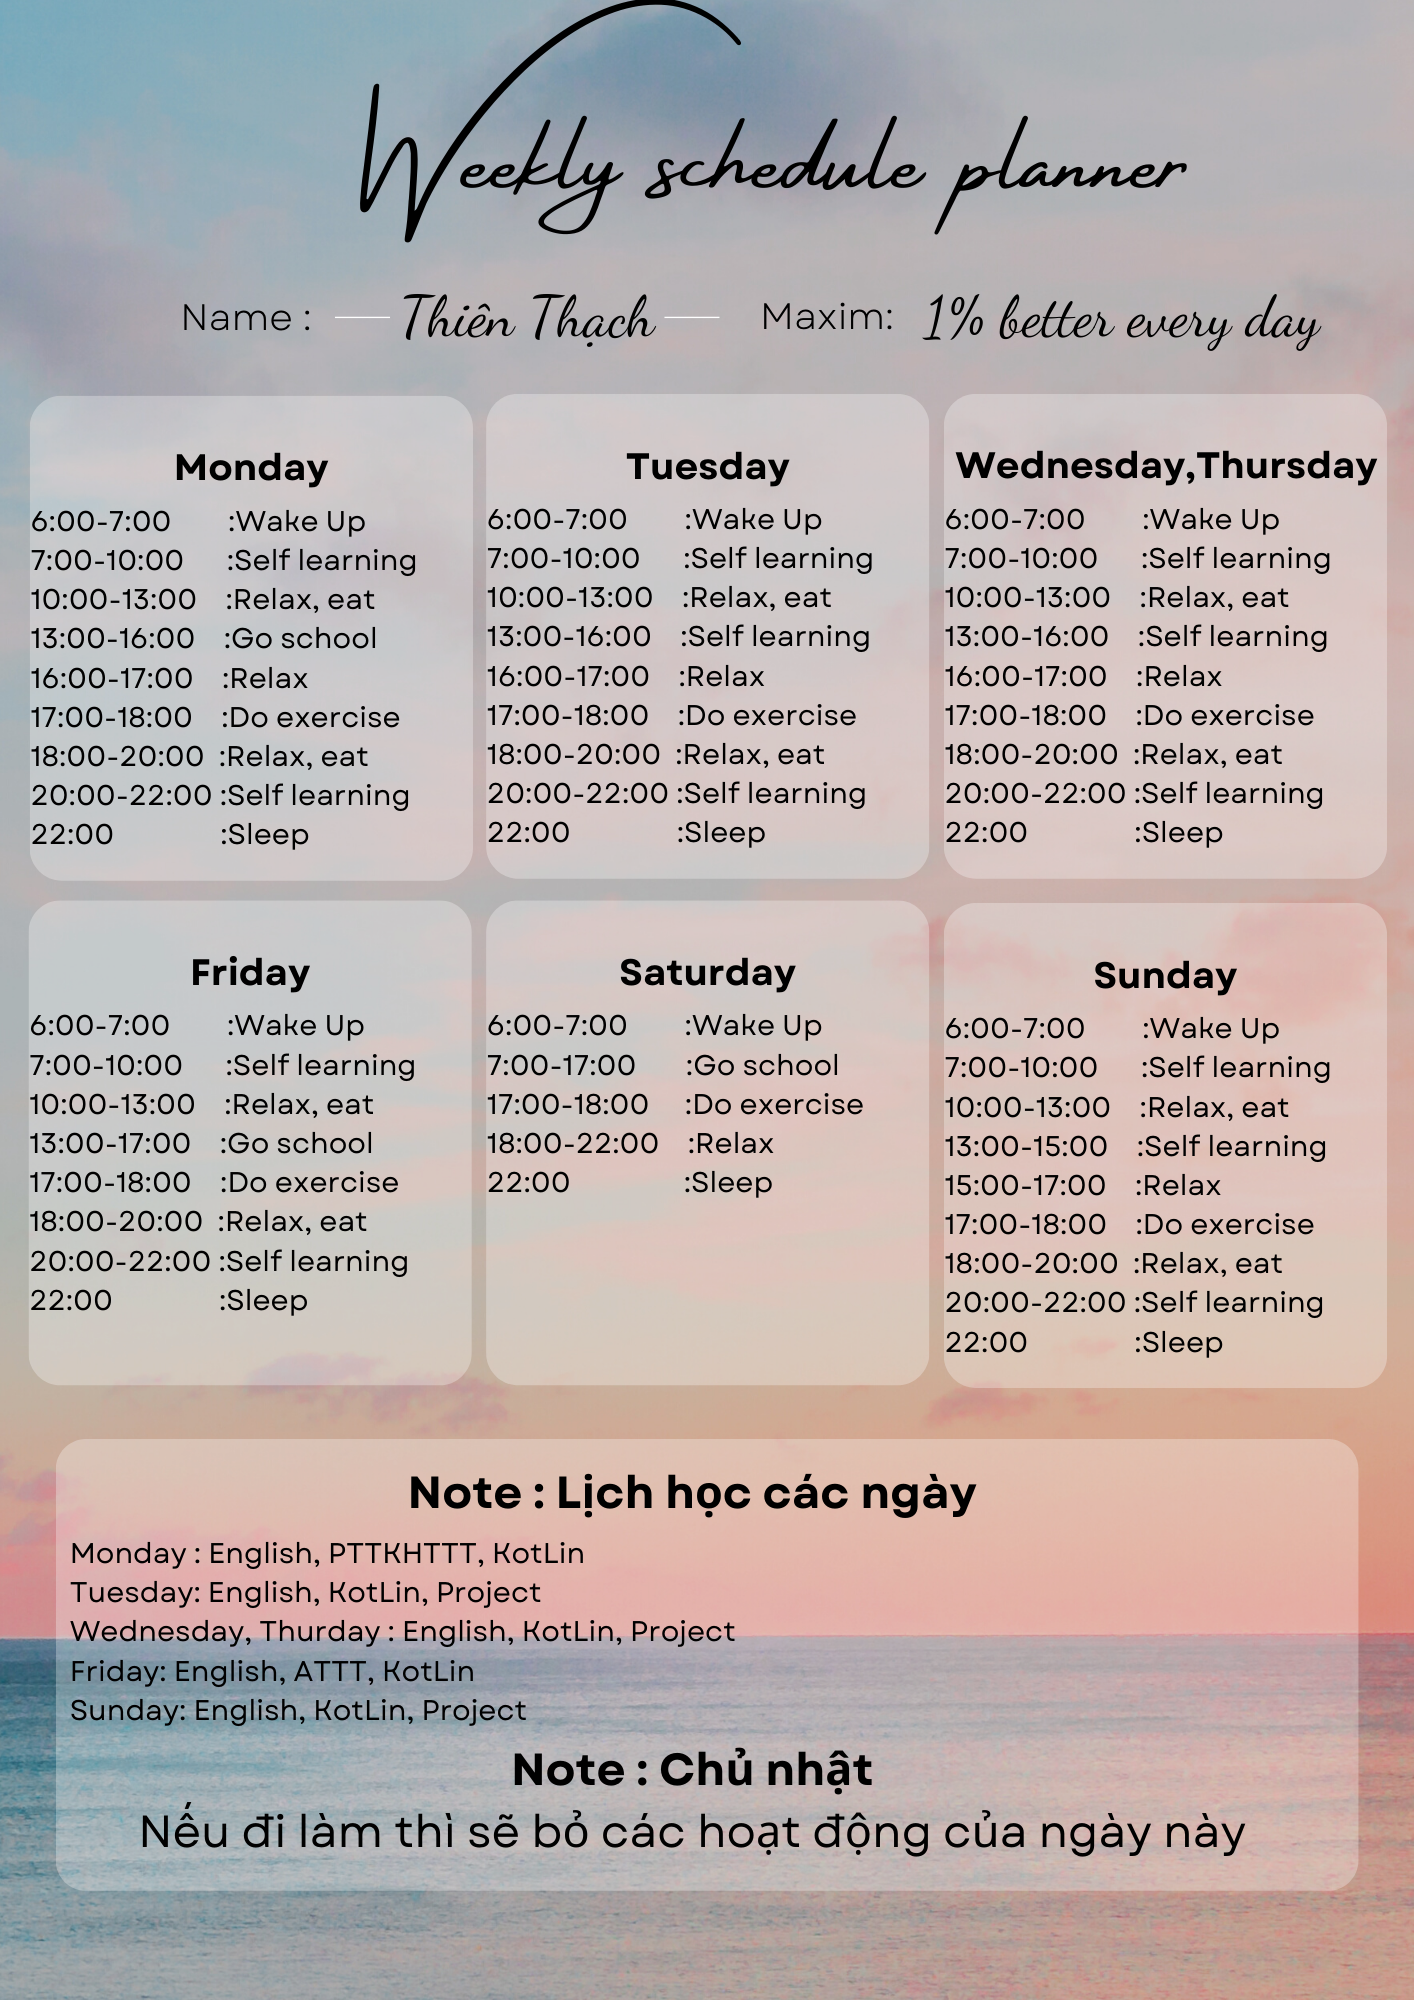 Weekly schedule planner
Name : Thiên Thạch Maxim: 1% better every day
Monday
6:00-7:00 :Wake Up
7:00-10:00 :Self learning
10:00-13:00 :Relax, eat
13:00-16:00 :Go school
16:00-17:00 :Relax
17:00-18:00 :Do exercise
18:00-20:00 :Relax, eat
20:00-22:00 :Self learning
22:00 :Sleep
Tuesday
6:00-7:00 :Wake Up
7:00-10:00 :Self learning
10:00-13:00 :Relax, eat
13:00-16:00 :Self learning
16:00-17:00 :Relax
17:00-18:00 :Do exercise
18:00-20:00 :Relax, eat
20:00-22:00 :Self learning
22:00 :Sleep
Wednesday,Thursday
6:00-7:00 :Wake Up
7:00-10:00 :Self learning
10:00-13:00 :Relax, eat
13:00-16:00 :Self learning
16:00-17:00 :Relax
17:00-18:00 :Do exercise
18:00-20:00 :Relax, eat
20:00-22:00 :Self learning
22:00 :Sleep
Friday
6:00-7:00 :Wake Up
7:00-10:00 :Self learning
10:00-13:00 :Relax, eat
13:00-17:00 :Go school
17:00-18:00 :Do exercise
18:00-20:00 :Relax, eat
20:00-22:00 :Self learning
22:00 :Sleep
Saturday
6:00-7:00 :Wake Up
7:00-17:00 :Go school
17:00-18:00 :Do exercise
18:00-22:00 :Relax
22:00 :Sleep
Sunday
6:00-7:00 :Wake Up
7:00-10:00 :Self learning
10:00-13:00 :Relax, eat
13:00-15:00 :Self learning
15:00-17:00 :Relax
17:00-18:00 :Do exercise
18:00-20:00 :Relax, eat
20:00-22:00 :Self learning
22:00 :Sleep
Note : Lịch học các ngày
Monday : English, PTTKHTTT, KotLin
Tuesday: English, KotLin, Project
Wednesday, Thurday : English, KotLin, Project
Friday: English, ATTT, KotLin
Sunday: English, KotLin, Project
Note : Chủ nhật
Nếu đi làm thì sẽ bỏ các hoạt động của ngày này